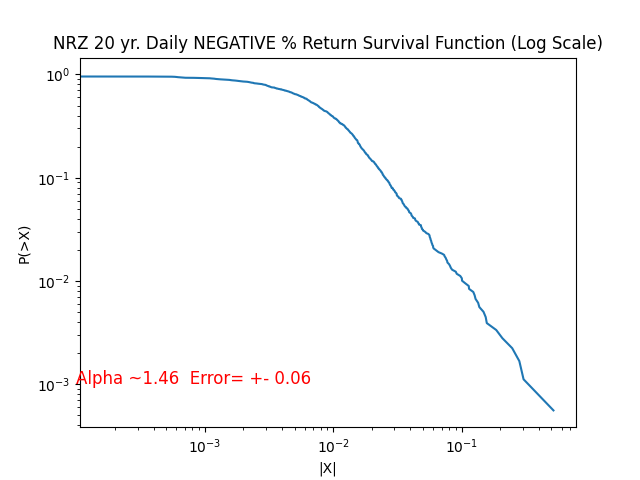 NRZ 20 yr. Daily NEGATIVE % Return Survival Function (Log Scale)
10⁰
10⁻¹
10⁻²
10⁻³
P(>X)
Alpha ~1.46  Error= +- 0.06
10⁻³ 10⁻² 10⁻¹
|X|